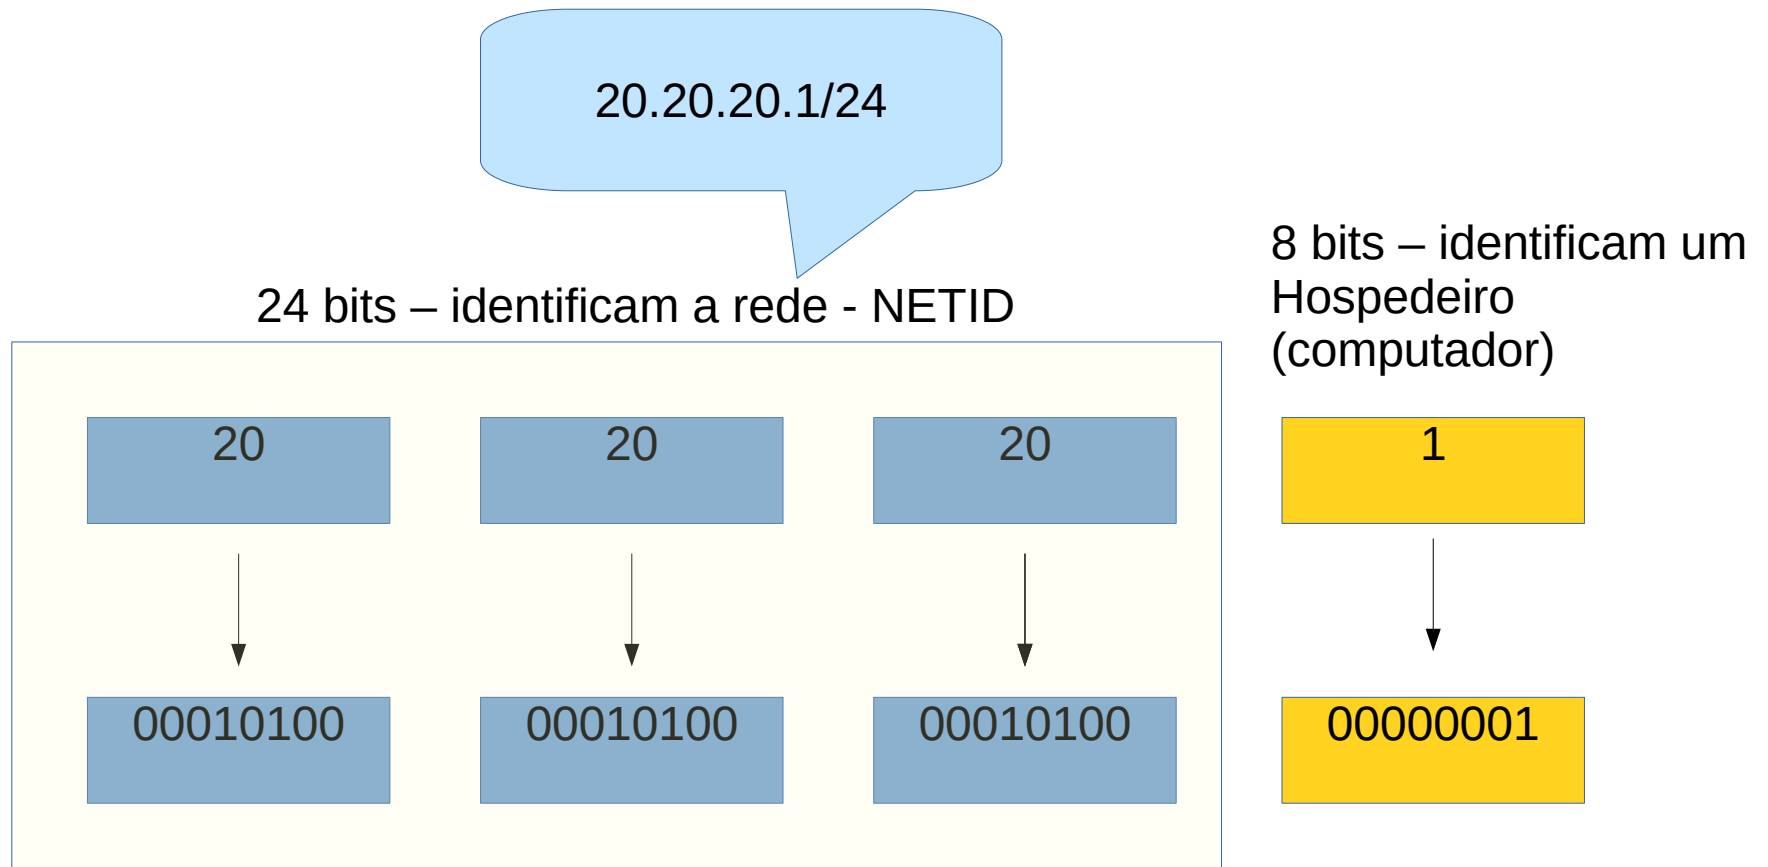 20.20.20.1/24
8 bits – identificam um
Hospedeiro
(computador)
24 bits – identificam a rede - NETID
20 20 20 1
00010100 00010100 00010100 00000001